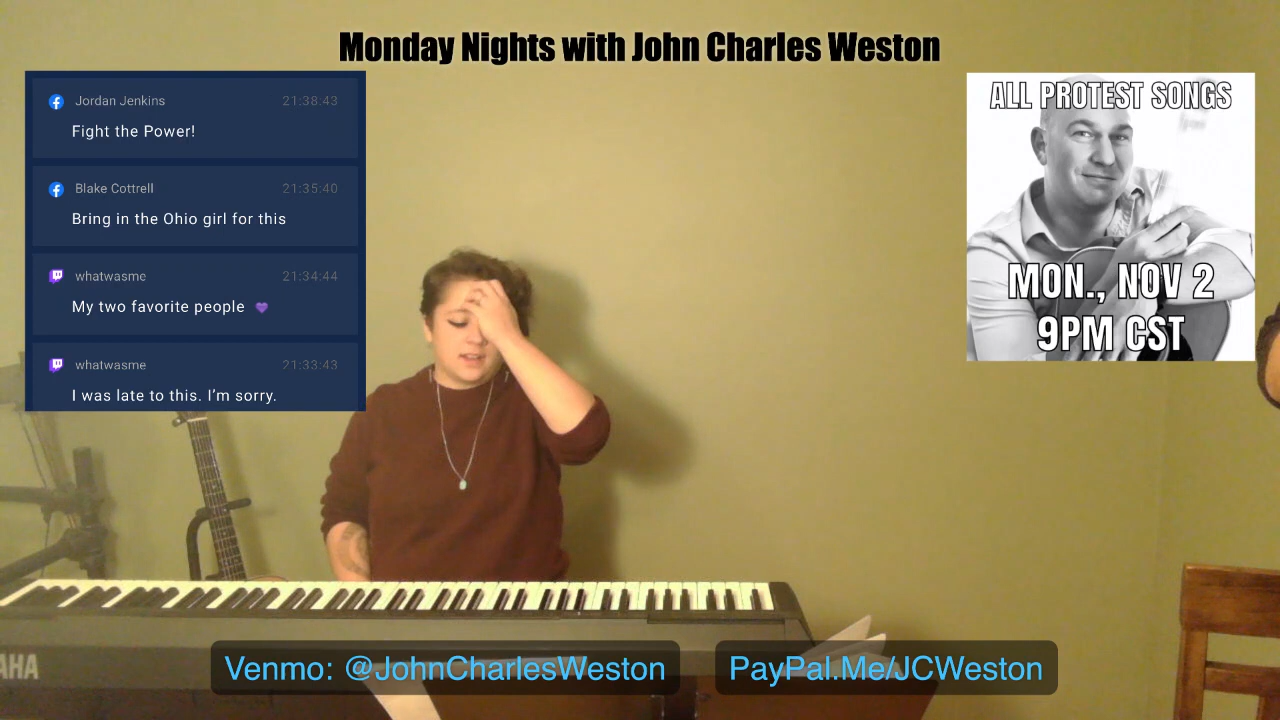 Monday Nights with John Charles Weston
Jordan Jenkins 21:38:43
Fight the Power!
Blake Cottrell 21:35:40
Bring in the Ohio girl for this
whatwasme 21:34:44
My two favorite people 💜
whatwasme 21:33:43
I was late to this. I'm sorry.
ALL PROTEST SONGS
MON., NOV 2
9PM CST
AHA
Venmo: @JohnCharlesWeston
PayPal.Me/JCWeston